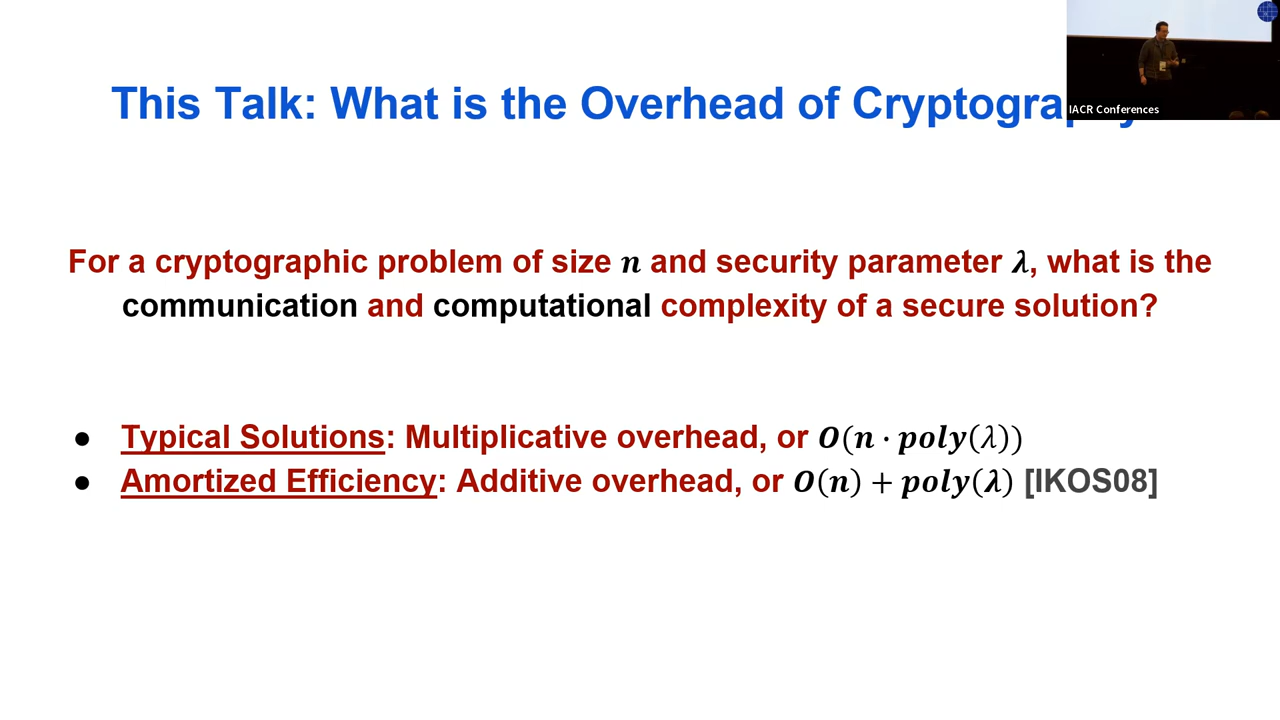 This Talk: What is the Overhead of
IACR Conferences
For a cryptographic problem of size n and security parameter λ, what is the
communication and computational complexity of a secure solution?
● Typical Solutions: Multiplicative overhead, or O(n · poly(λ))
● Amortized Efficiency: Additive overhead, or O(n) + poly(λ) [IKOS08]